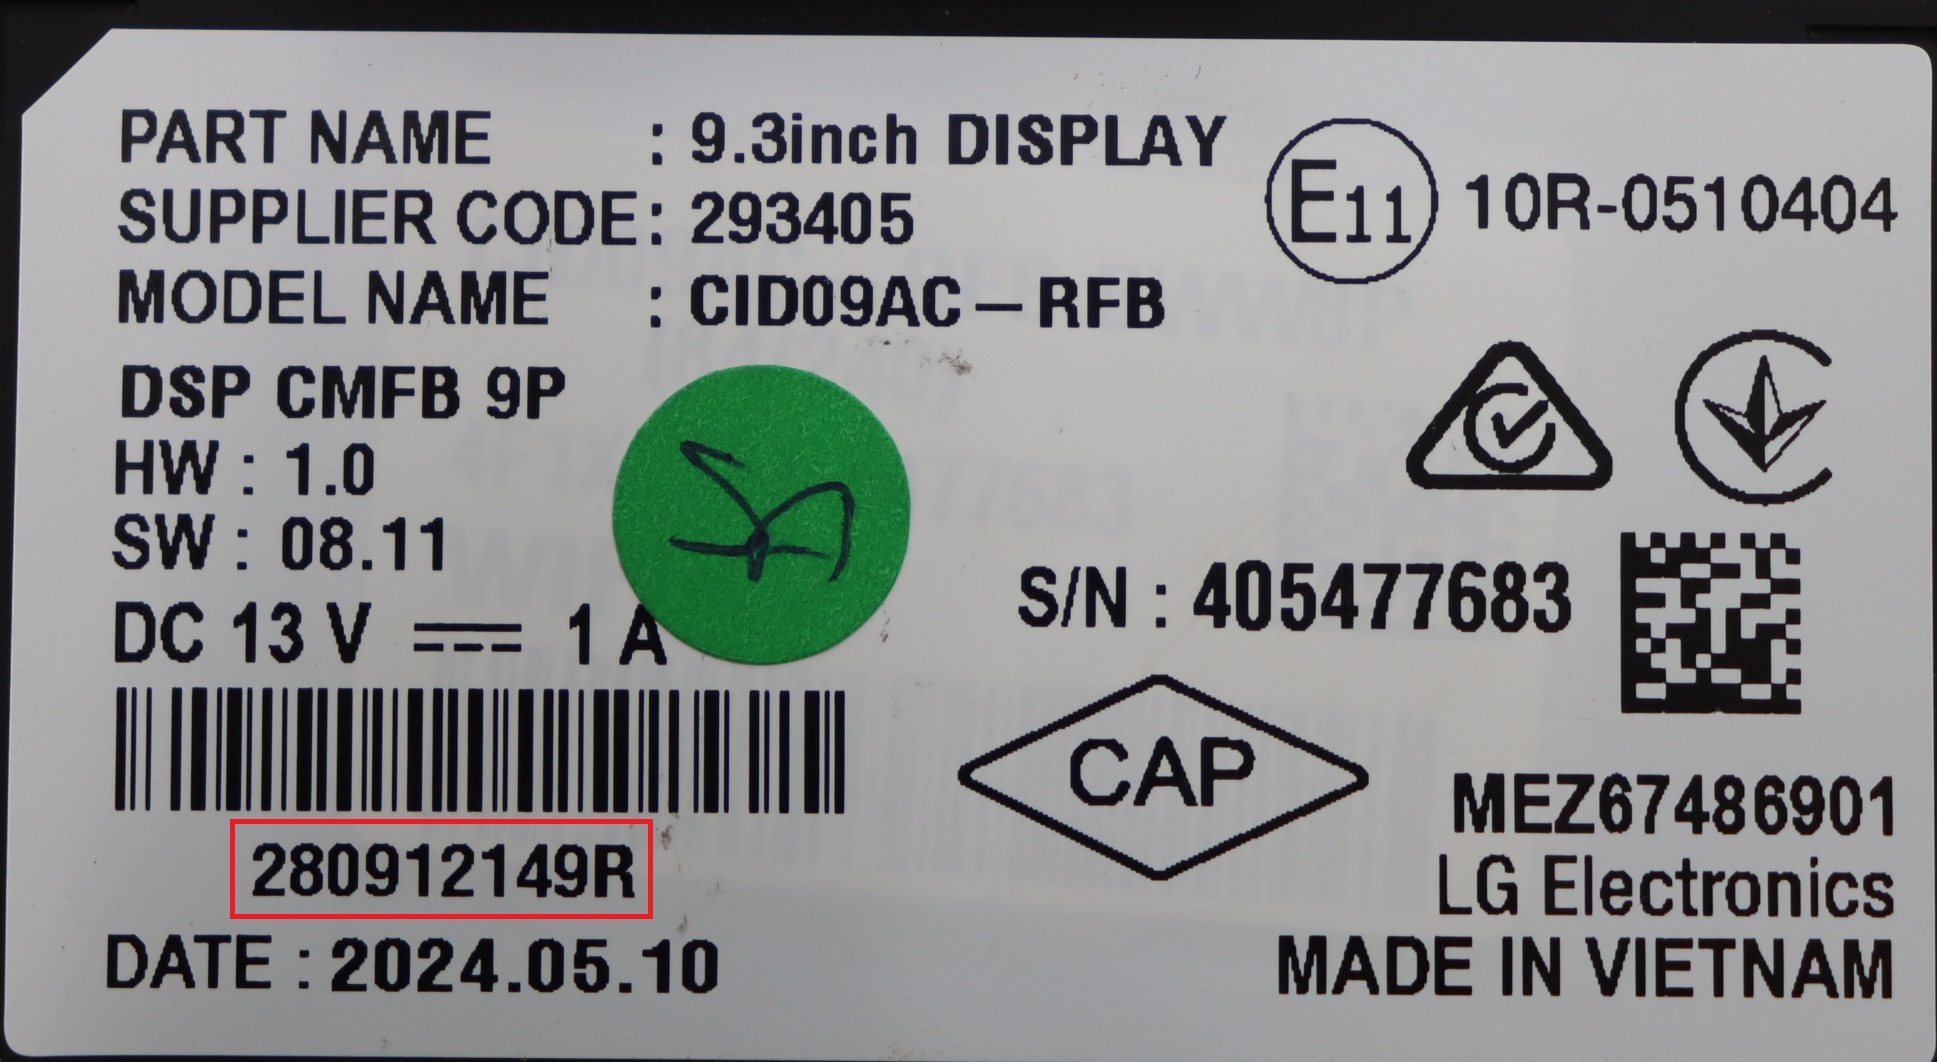 PART NAME : 9.3inch DISPLAY
SUPPLIER CODE : 293405
MODEL NAME : CID09AC-RFB
E11 10R-0510404
DSP CMFB 9P
HW : 1.0
SW : 08.11
DC 13 V ⎓ 1 A
S/N : 405477683
CAP
280912149R
DATE : 2024.05.10
MEZ67486901
LG Electronics
MADE IN VIETNAM